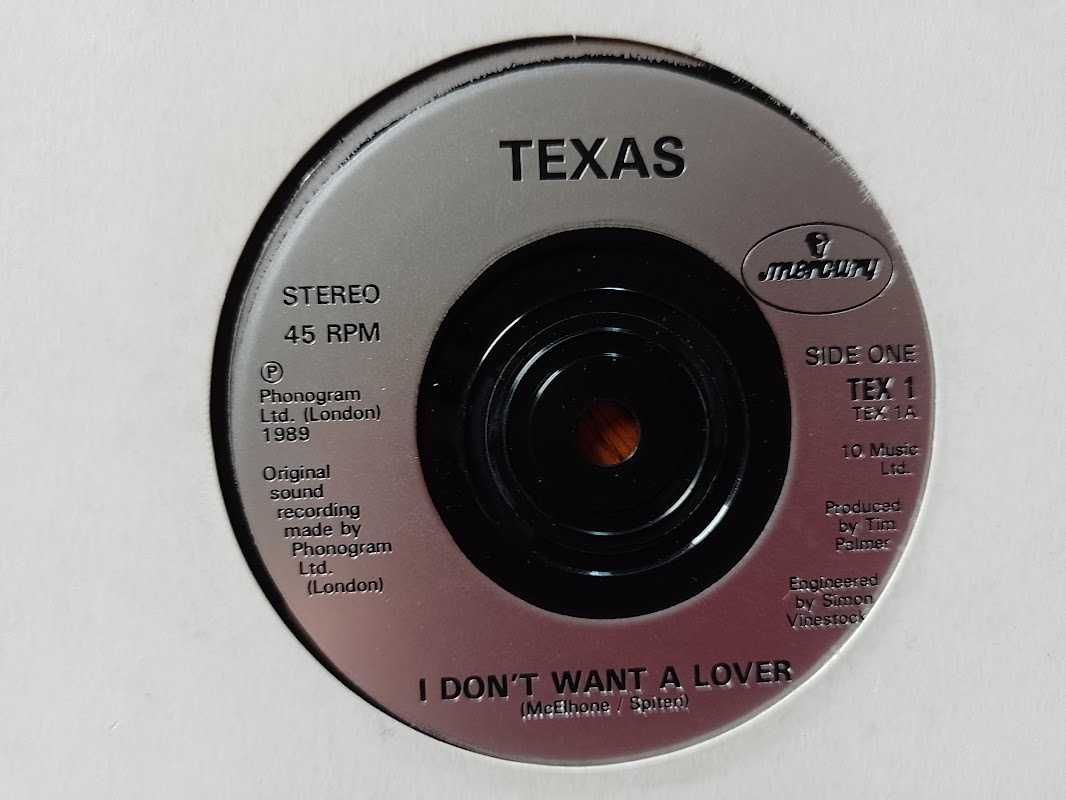 TEXAS
mercury
STEREO
45 RPM
℗
Phonogram
Ltd. (London)
1989
Original
sound
recording
made by
Phonogram
Ltd.
(London)
SIDE ONE
TEX 1
TEX 1A
10 Music
Ltd.
Produced
by Tim
Palmer
Engineered
by Simon
Vinestock
I DON'T WANT A LOVER
(McElhone / Spiteri)